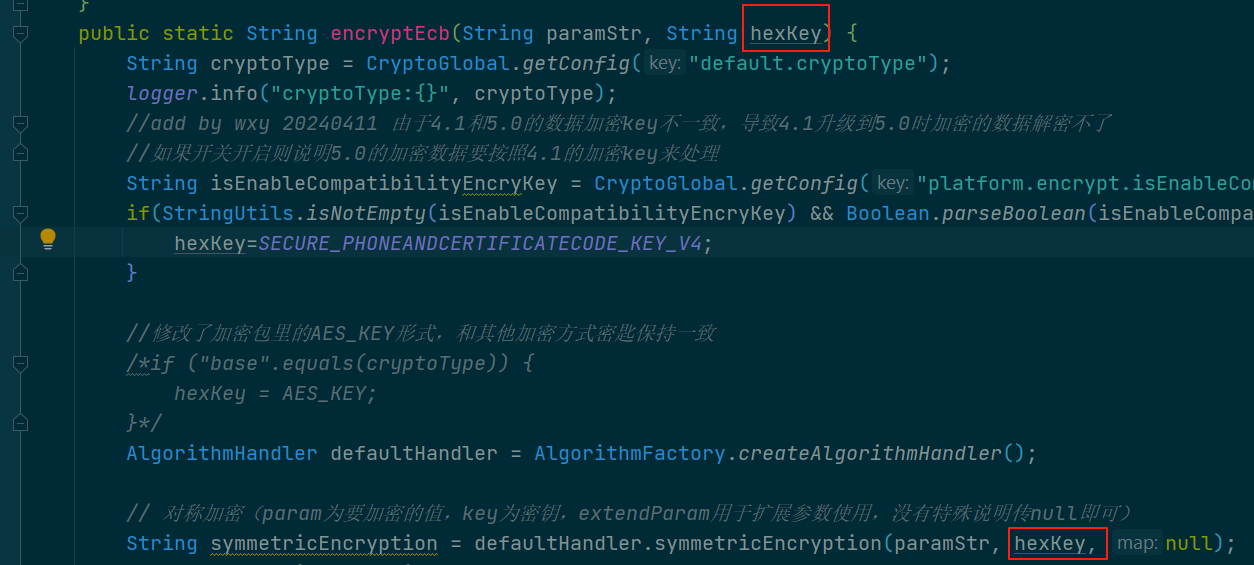 }
public static String encryptEcb(String paramStr, String hexKey) {
String cryptoType = CryptoGlobal.getConfig( key: "default.cryptoType");
logger.info("cryptoType:{}", cryptoType);
//add by wxy 20240411 由于4.1和5.0的数据加密key不一致，导致4.1升级到5.0时加密的数据解密不了
//如果开关开启则说明5.0的加密数据要按照4.1的加密key来处理
String isEnableCompatibilityEncryKey = CryptoGlobal.getConfig( key: "platform.encrypt.isEnableCo
if(StringUtils.isNotEmpty(isEnableCompatibilityEncryKey) && Boolean.parseBoolean(isEnableCompa
hexKey=SECURE_PHONEANDCERTIFICATECODE_KEY_V4;
}
//修改了加密包里的AES_KEY形式，和其他加密方式密匙保持一致
/*if ("base".equals(cryptoType)) {
hexKey = AES_KEY;
}*/
AlgorithmHandler defaultHandler = AlgorithmFactory.createAlgorithmHandler();
// 对称加密（param为要加密的值，key为密钥，extendParam用于扩展参数使用，没有特殊说明传null即可）
String symmetricEncryption = defaultHandler.symmetricEncryption(paramStr, hexKey, map: null);